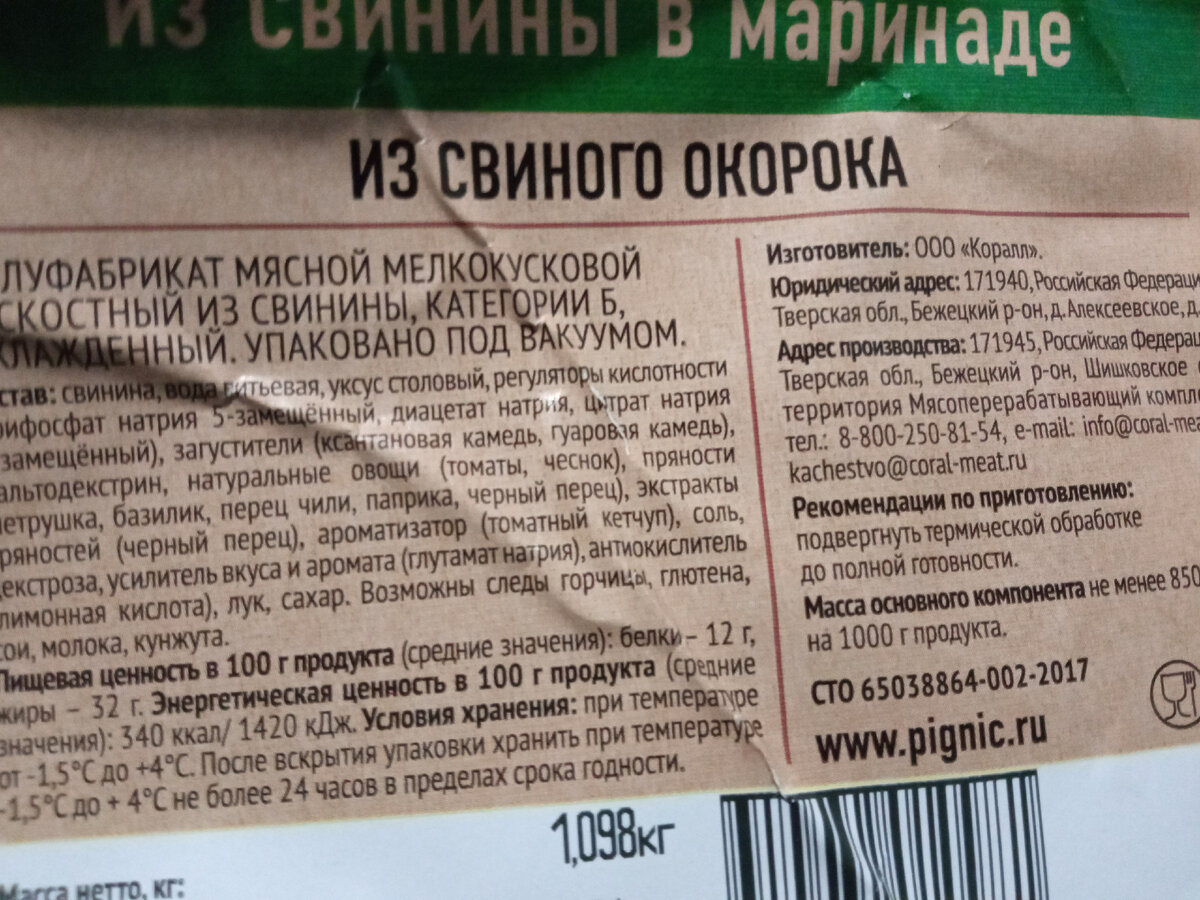 из свинины в маринаде
ИЗ СВИНОГО ОКОРОКА
ЛУФАБРИКАТ МЯСНОЙ МЕЛКОКУСКОВОЙ
СКОСТНЫЙ ИЗ СВИНИНЫ, КАТЕГОРИИ Б,
ХЛАЖДЕННЫЙ. УПАКОВАНО ПОД ВАКУУМОМ.
став: свинина, вода питьевая, уксус столовый, регуляторы кислотности
рифосфат натрия 5-замещённый, диацетат натрия, цитрат натрия
замещённый), загустители (ксантановая камедь, гуаровая камедь),
альтодекстрин, натуральные овощи (томаты, чеснок), пряности
петрушка, базилик, перец чили, паприка, черный перец), экстракты
пряностей (черный перец), ароматизатор (томатный кетчуп), соль,
декстроза, усилитель вкуса и аромата (глутамат натрия), антиокислитель
лимонная кислота), лук, сахар. Возможны следы горчицы, глютена,
сои, молока, кунжута.
Пищевая ценность в 100 г продукта (средние значения): белки – 12 г,
жиры – 32 г. Энергетическая ценность в 100 г продукта (средние
значения): 340 ккал/ 1420 кДж. Условия хранения: при температуре
от -1,5°С до +4°С. После вскрытия упаковки хранить при температуре
-1,5°С до + 4°С не более 24 часов в пределах срока годности.
Изготовитель: ООО «Коралл».
Юридический адрес: 171940, Российская Федераци
Тверская обл., Бежецкий р-он, д. Алексеевское, д.
Адрес производства: 171945, Российская Федерац
Тверская обл., Бежецкий р-он, Шишковское с
территория Мясоперерабатывающий компле
тел.: 8-800-250-81-54, e-mail: info@coral-mea
kachestvo@coral-meat.ru
Рекомендации по приготовлению:
подвергнуть термической обработке
до полной готовности.
Масса основного компонента не менее 850
на 1000 г продукта.
СТО 65038864-002-2017
www.pignic.ru
1,098кг
Масса нетто, кг: